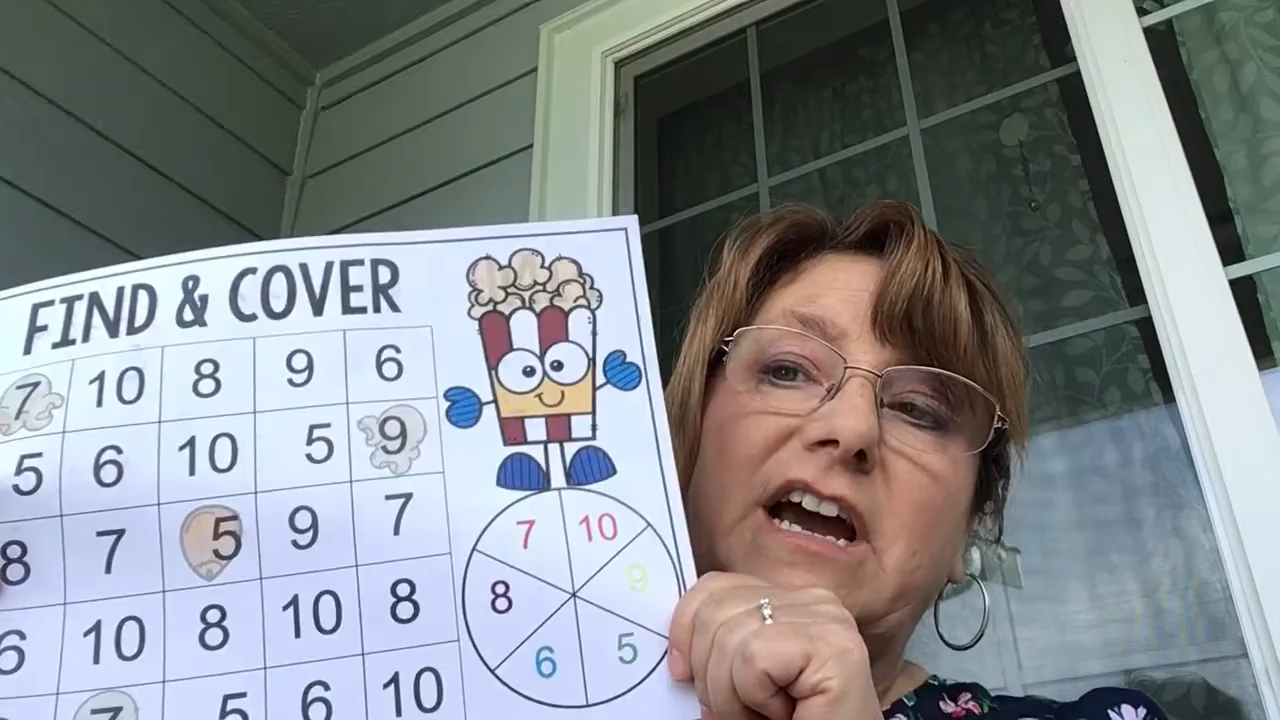 FIND & COVER
7 10 8 9 6
5 6 10 5 9
8 7 5 9 7
6 10 8 10 8
7 5 6 10
7 10
8 9
6 5